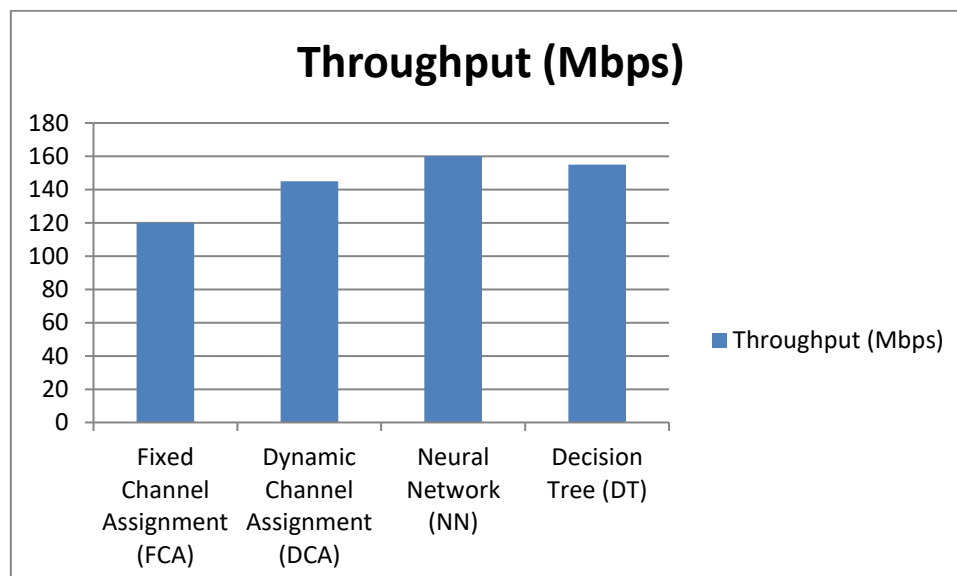 Throughput (Mbps)
180
160
140
120
100
80
60
40
20
0
Fixed
Channel
Assignment
(FCA)
Dynamic
Channel
Assignment
(DCA)
Neural
Network
(NN)
Decision
Tree (DT)
Throughput (Mbps)